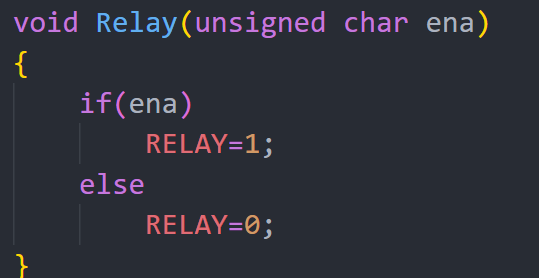 void Relay(unsigned char ena)
{
    if(ena)
        RELAY=1;
    else
        RELAY=0;
}